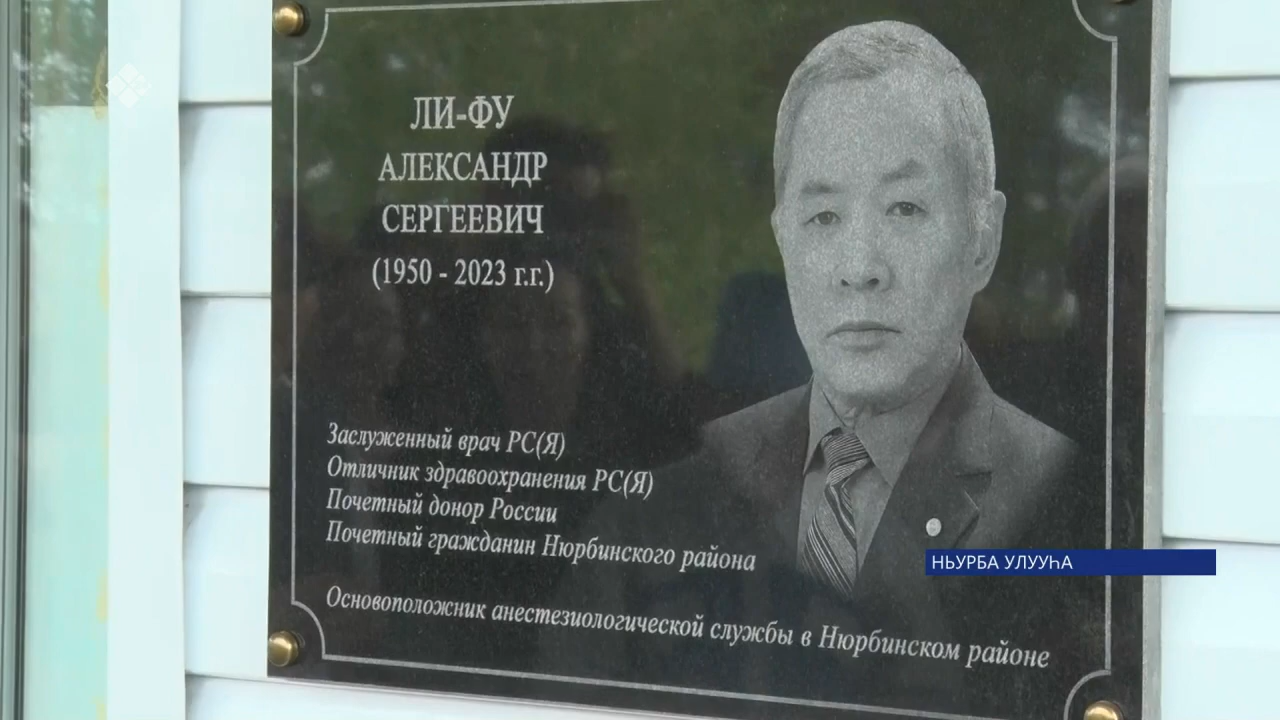 ЛИ-ФУ
АЛЕКСАНДР
СЕРГЕЕВИЧ
(1950 - 2023 г.г.)
Заслуженный врач РС(Я)
Отличник здравоохранения РС(Я)
Почетный донор России
Почетный гражданин Нюрбинского района
Основоположник анестезиологической службы в Нюрбинском районе
НЬУРБА УЛУУҺА